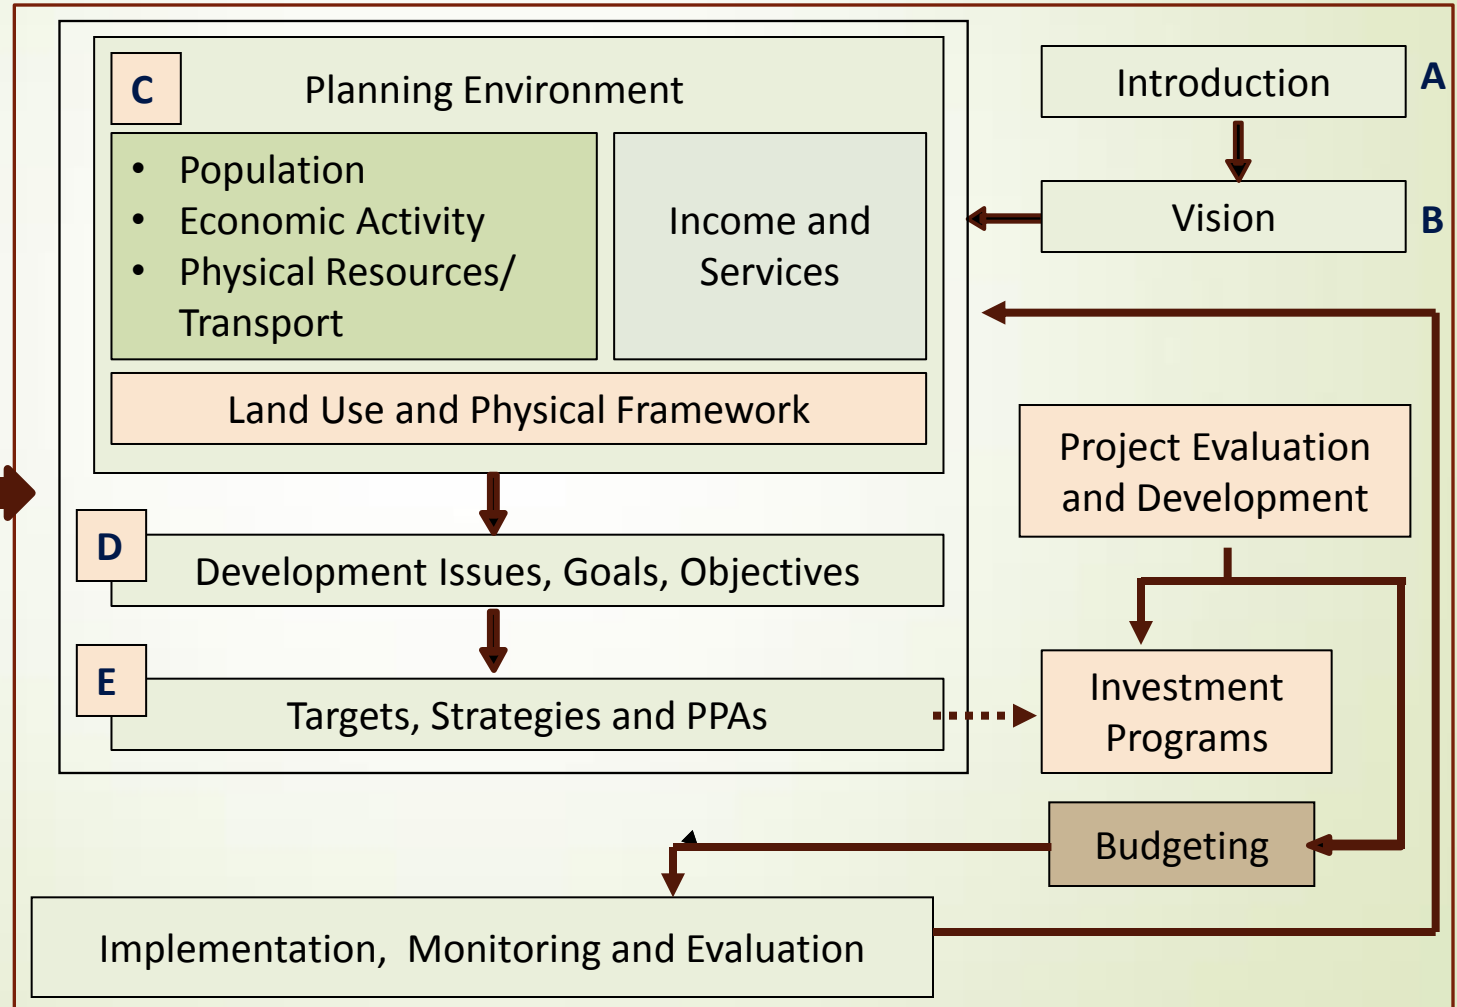 C
Planning Environment
• Population
• Economic Activity
• Physical Resources/
Transport
Income and
Services
Land Use and Physical Framework
D
Development Issues, Goals, Objectives
E
Targets, Strategies and PPAs
Introduction
A
Vision
B
Project Evaluation
and Development
Investment
Programs
Budgeting
Implementation,  Monitoring and Evaluation